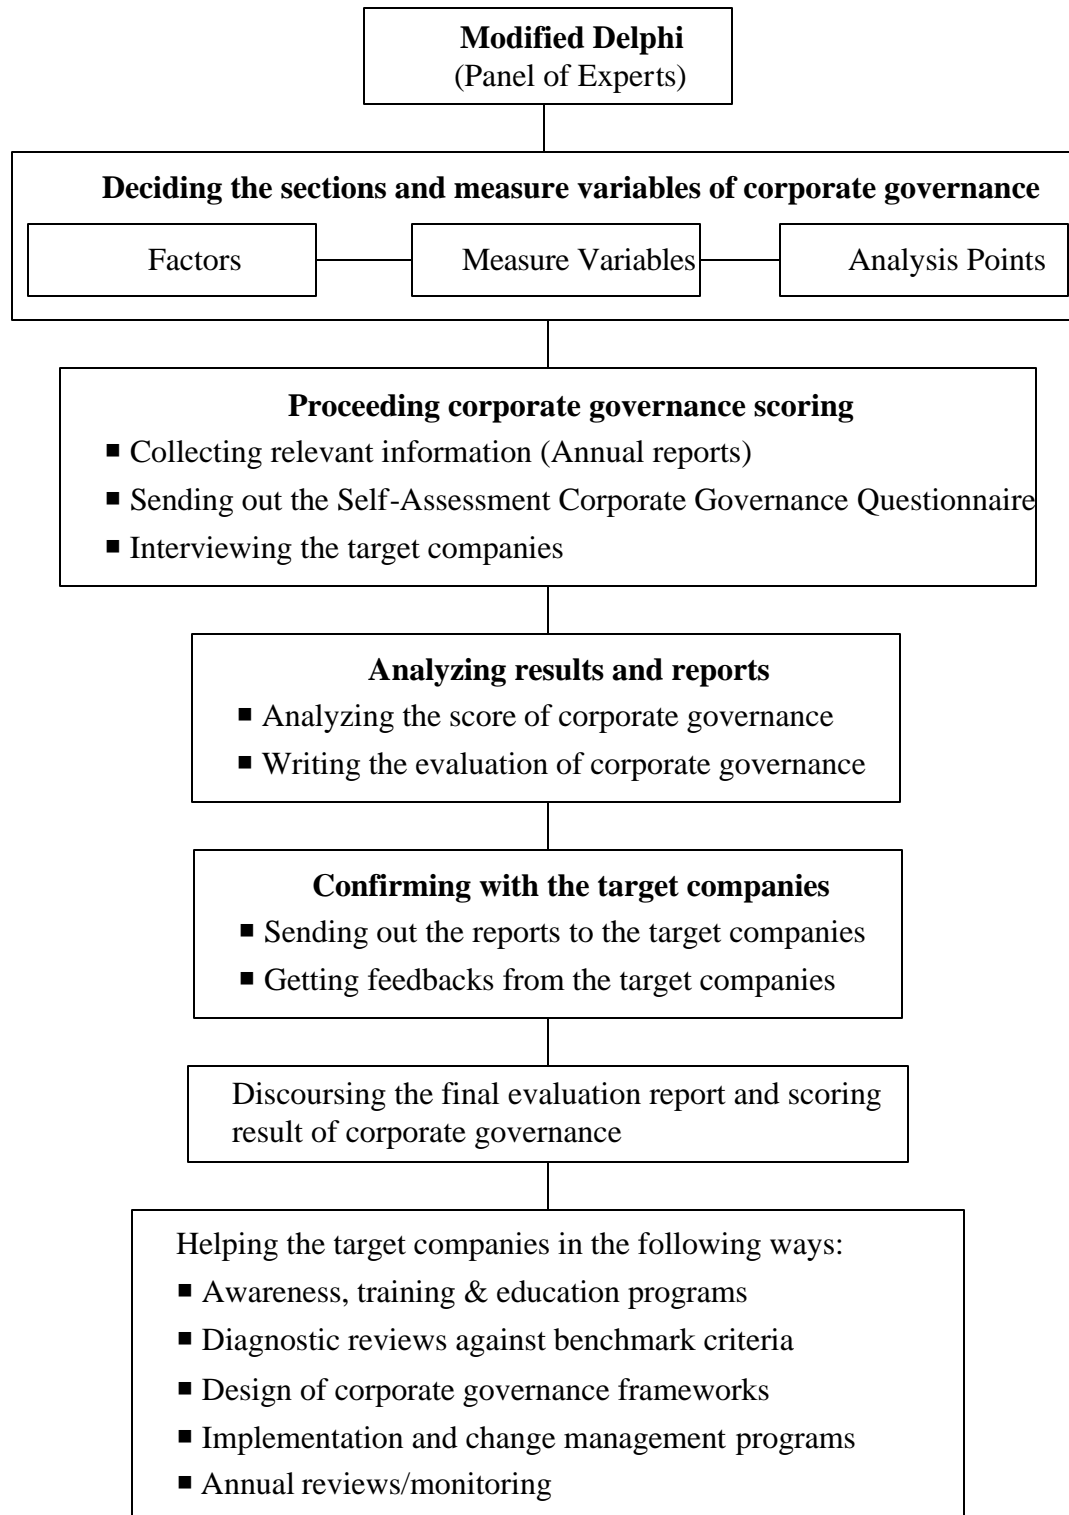 Modified Delphi
(Panel of Experts)
Deciding the sections and measure variables of corporate governance
Factors
Measure Variables
Analysis Points
Proceeding corporate governance scoring
■ Collecting relevant information (Annual reports)
■ Sending out the Self-Assessment Corporate Governance Questionnaire
■ Interviewing the target companies
Analyzing results and reports
■ Analyzing the score of corporate governance
■ Writing the evaluation of corporate governance
Confirming with the target companies
■ Sending out the reports to the target companies
■ Getting feedbacks from the target companies
Discoursing the final evaluation report and scoring
result of corporate governance
Helping the target companies in the following ways:
■ Awareness, training & education programs
■ Diagnostic reviews against benchmark criteria
■ Design of corporate governance frameworks
■ Implementation and change management programs
■ Annual reviews/monitoring